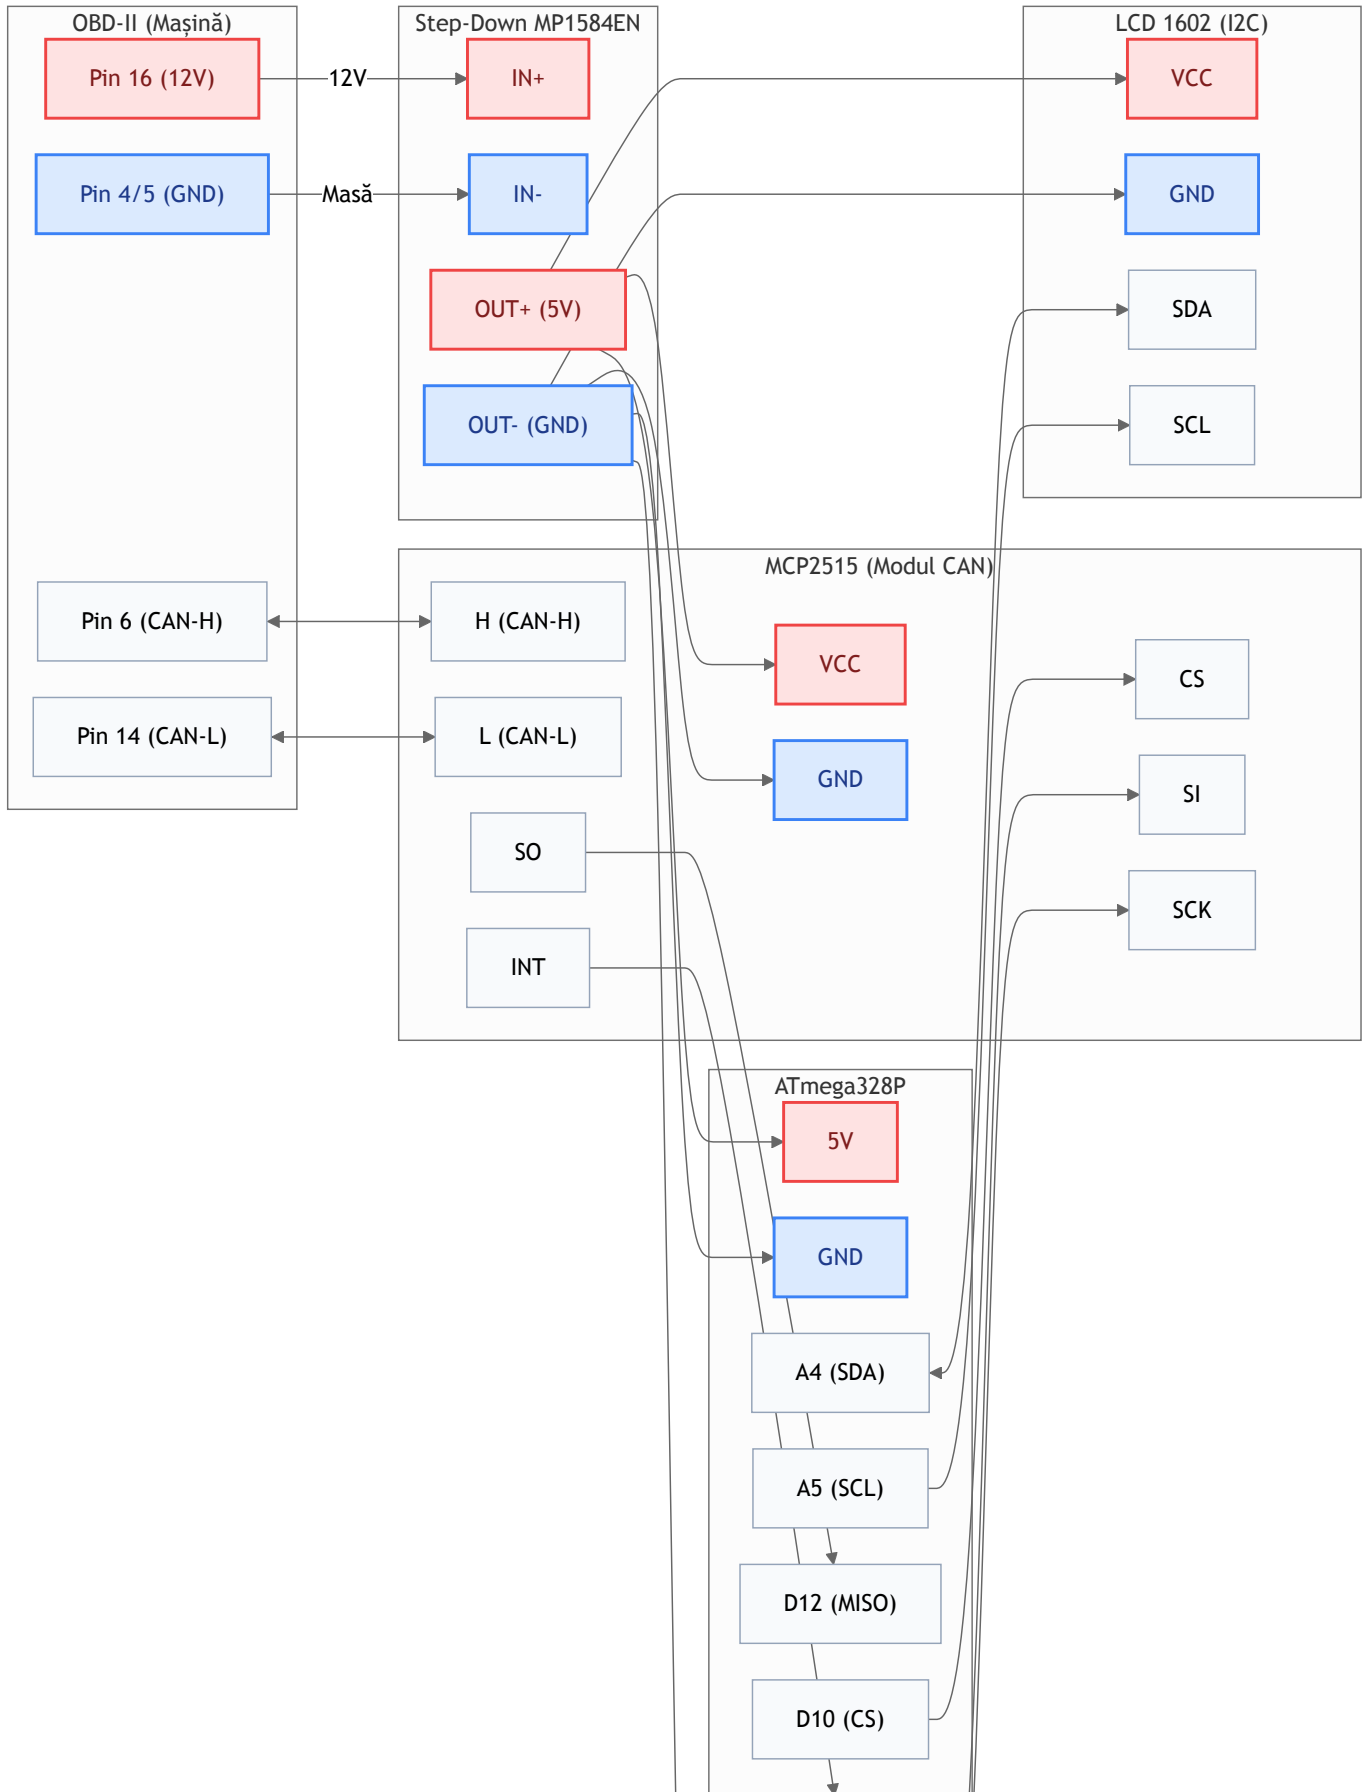 OBD-II (Mașină)
Pin 16 (12V)
12V
Pin 4/5 (GND)
Masă
Pin 6 (CAN-H)
Pin 14 (CAN-L)
Step-Down MP1584EN
IN+
IN-
OUT+ (5V)
OUT- (GND)
LCD 1602 (I2C)
VCC
GND
SDA
SCL
MCP2515 (Modul CAN)
H (CAN-H)
L (CAN-L)
SO
INT
VCC
GND
CS
SI
SCK
ATmega328P
5V
GND
A4 (SDA)
A5 (SCL)
D12 (MISO)
D10 (CS)